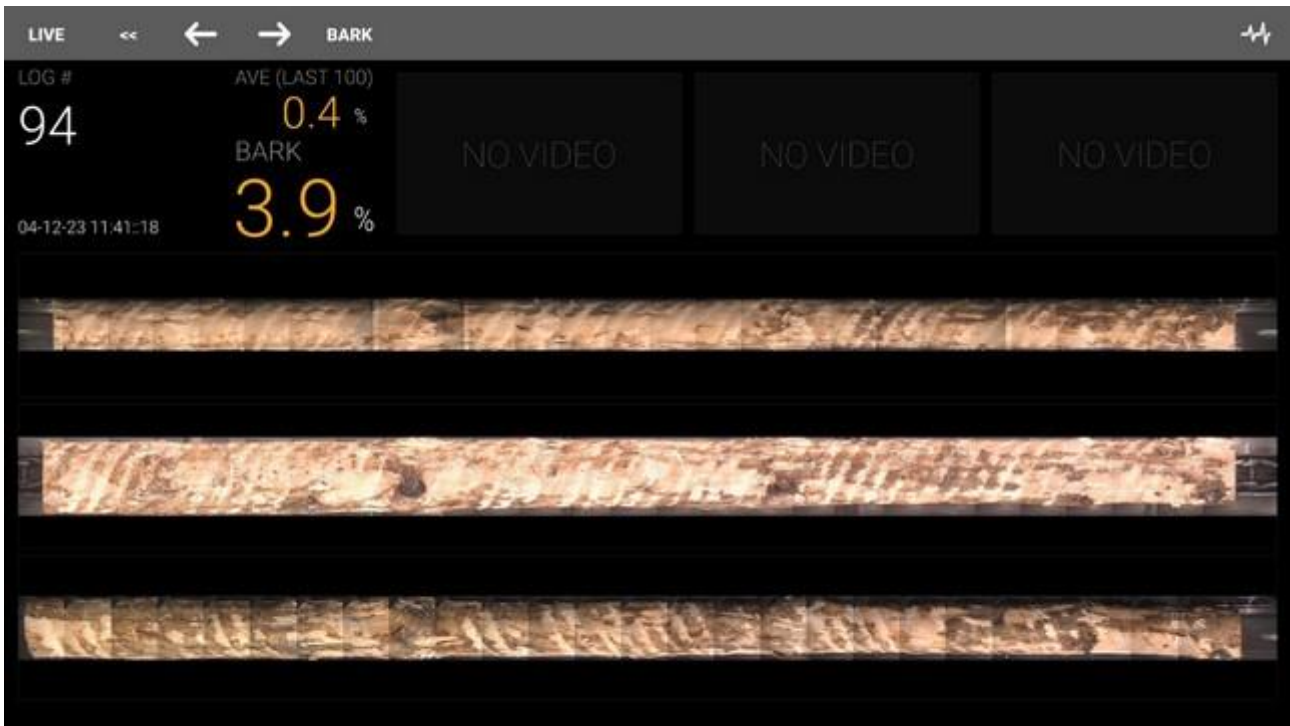 LIVE << ← → BARK
LOG #
94
04-12-23 11:41::18
AVE (LAST 100)
0.4 %
BARK
3.9 %
NO VIDEO
NO VIDEO
NO VIDEO